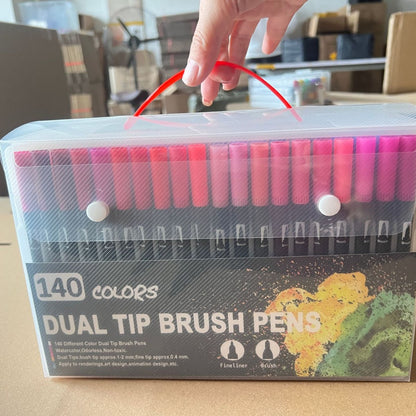 140 COLORS
DUAL TIP BRUSH PENS
140 Different Color Dual Tip Brush Pens
Watercolor,Odorless,Non-toxic.
Dual Tips,bush tip approx.1-2 mm;fine tip approx.0.4 mm.
Apply to renderings,art design,animation design,etc.
Fineliner Brush